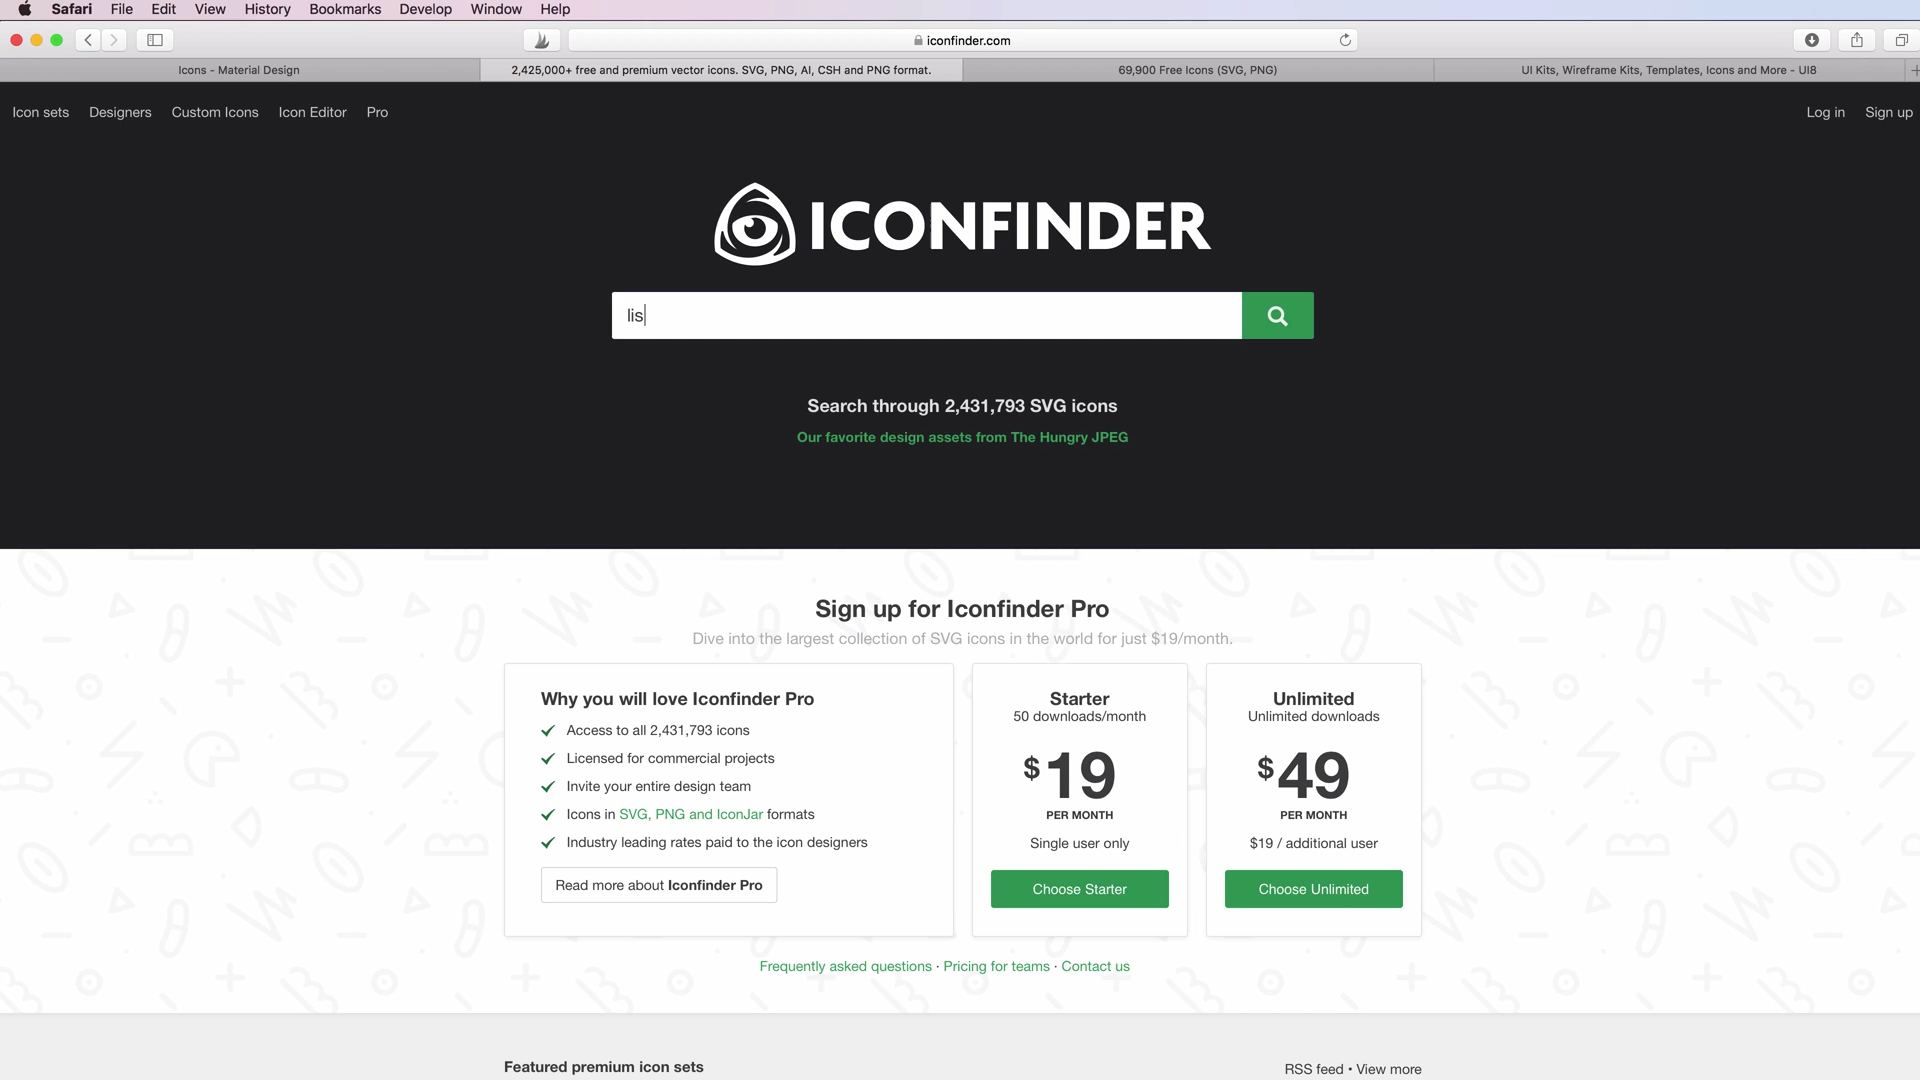 Safari File Edit View History Bookmarks Develop Window Help
iconfinder.com
Icons - Material Design
2,425,000+ free and premium vector icons. SVG, PNG, AI, CSH and PNG format.
69,900 Free Icons (SVG, PNG)
UI Kits, Wireframe Kits, Templates, Icons and More - UI8
Icon sets Designers Custom Icons Icon Editor Pro
Log in Sign up
ICONFINDER
lis
Search through 2,431,793 SVG icons
Our favorite design assets from The Hungry JPEG
Sign up for Iconfinder Pro
Dive into the largest collection of SVG icons in the world for just $19/month.
Why you will love Iconfinder Pro
Access to all 2,431,793 icons
Licensed for commercial projects
Invite your entire design team
Icons in SVG, PNG and IconJar formats
Industry leading rates paid to the icon designers
Read more about Iconfinder Pro
Starter
50 downloads/month
$19
PER MONTH
Single user only
Choose Starter
Unlimited
Unlimited downloads
$49
PER MONTH
$19 / additional user
Choose Unlimited
Frequently asked questions · Pricing for teams · Contact us
Featured premium icon sets
RSS feed • View more